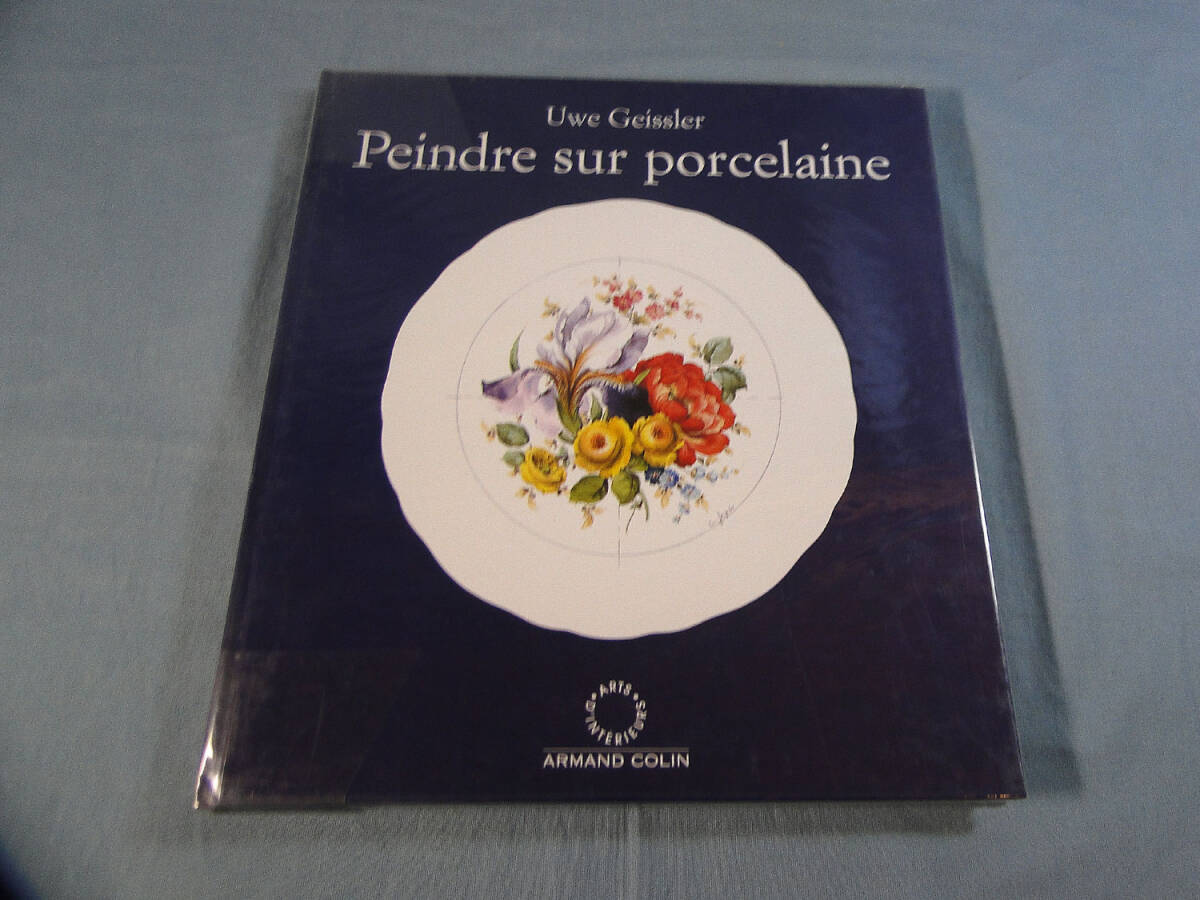 Uwe Geissler
Peindre sur porcelaine
• ARTS •
D'INTÉRIEURS
ARMAND COLIN